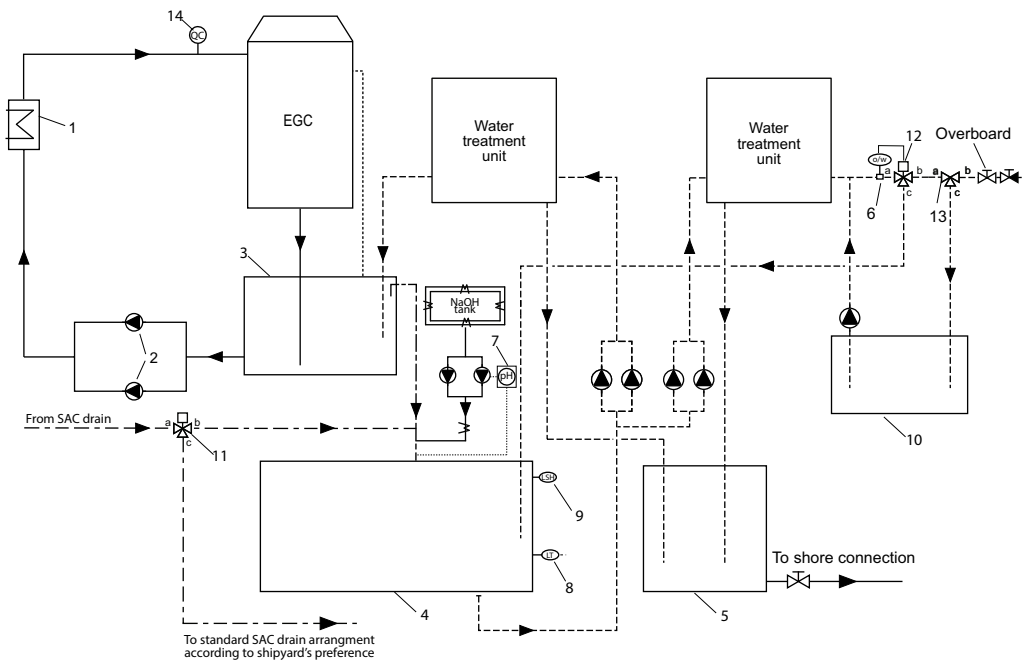 14
QC
EGC
1
Water
treatment
unit
Water
treatment
unit
Overboard
12
o/w
a
b
c
6
a
b
c
13
3
NaOH
tank
7
pH
2
From SAC drain
a
b
c
11
10
LSH
9
LT
8
4
5
To shore connection
To standard SAC drain arrangment
according to shipyard's preference